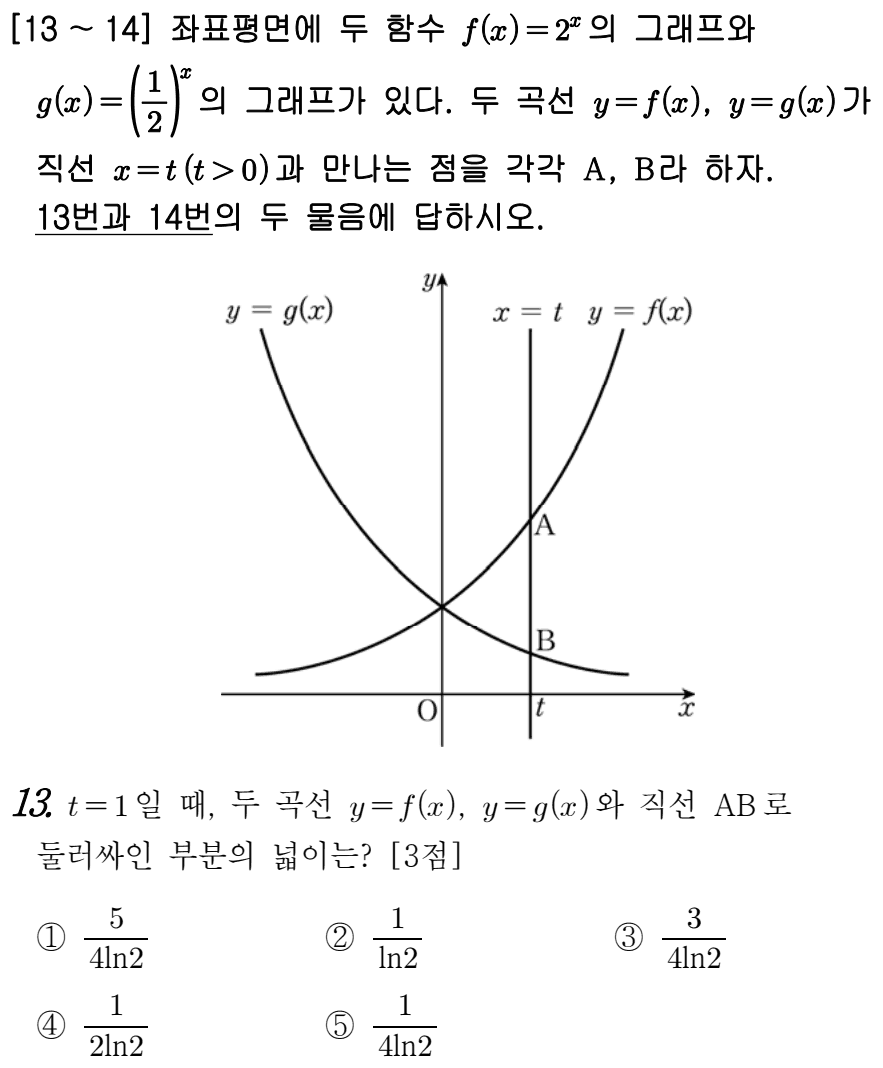 [13 ~ 14] 좌표평면에 두 함수 f(x)=2^x 의 그래프와
g(x)=(1/2)^x 의 그래프가 있다. 두 곡선 y=f(x), y=g(x)가
직선 x=t(t>0)과 만나는 점을 각각 A, B라 하자.
13번과 14번의 두 물음에 답하시오.
y
y = g(x)
x = t
y = f(x)
A
B
O
t
x
13. t=1일 때, 두 곡선 y=f(x), y=g(x)와 직선 AB로
둘러싸인 부분의 넓이는? [3점]
① 5/(4ln2) ② 1/(ln2) ③ 3/(4ln2)
④ 1/(2ln2) ⑤ 1/(4ln2)